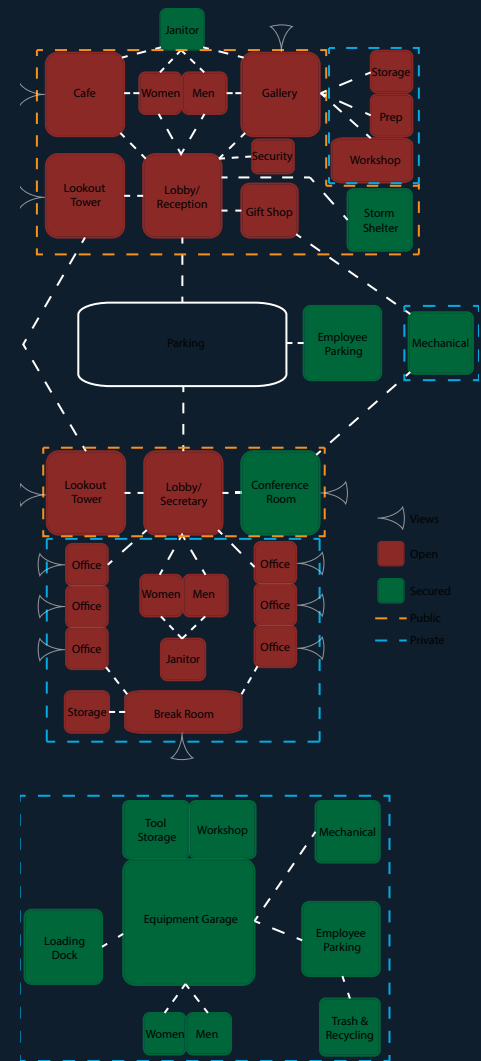 Janitor
Cafe
Women
Men
Gallery
Storage
Prep
Workshop
Security
Lookout
Tower
Lobby/
Reception
Gift Shop
Storm
Shelter
Parking
Employee
Parking
Mechanical
Lookout
Tower
Lobby/
Secretary
Conference
Room
Views
Open
Secured
Public
Private
Office
Office
Office
Women
Men
Office
Office
Office
Janitor
Storage
Break Room
Tool
Storage
Workshop
Mechanical
Equipment Garage
Loading
Dock
Employee
Parking
Women
Men
Trash &
Recycling